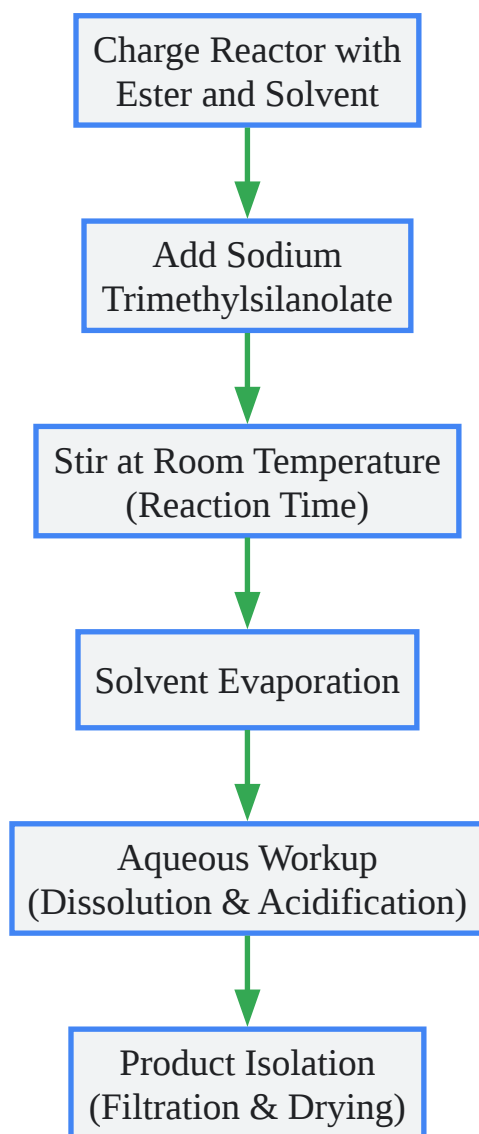 Charge Reactor with
Ester and Solvent
Add Sodium
Trimethylsilanolate
Stir at Room Temperature
(Reaction Time)
Solvent Evaporation
Aqueous Workup
(Dissolution & Acidification)
Product Isolation
(Filtration & Drying)